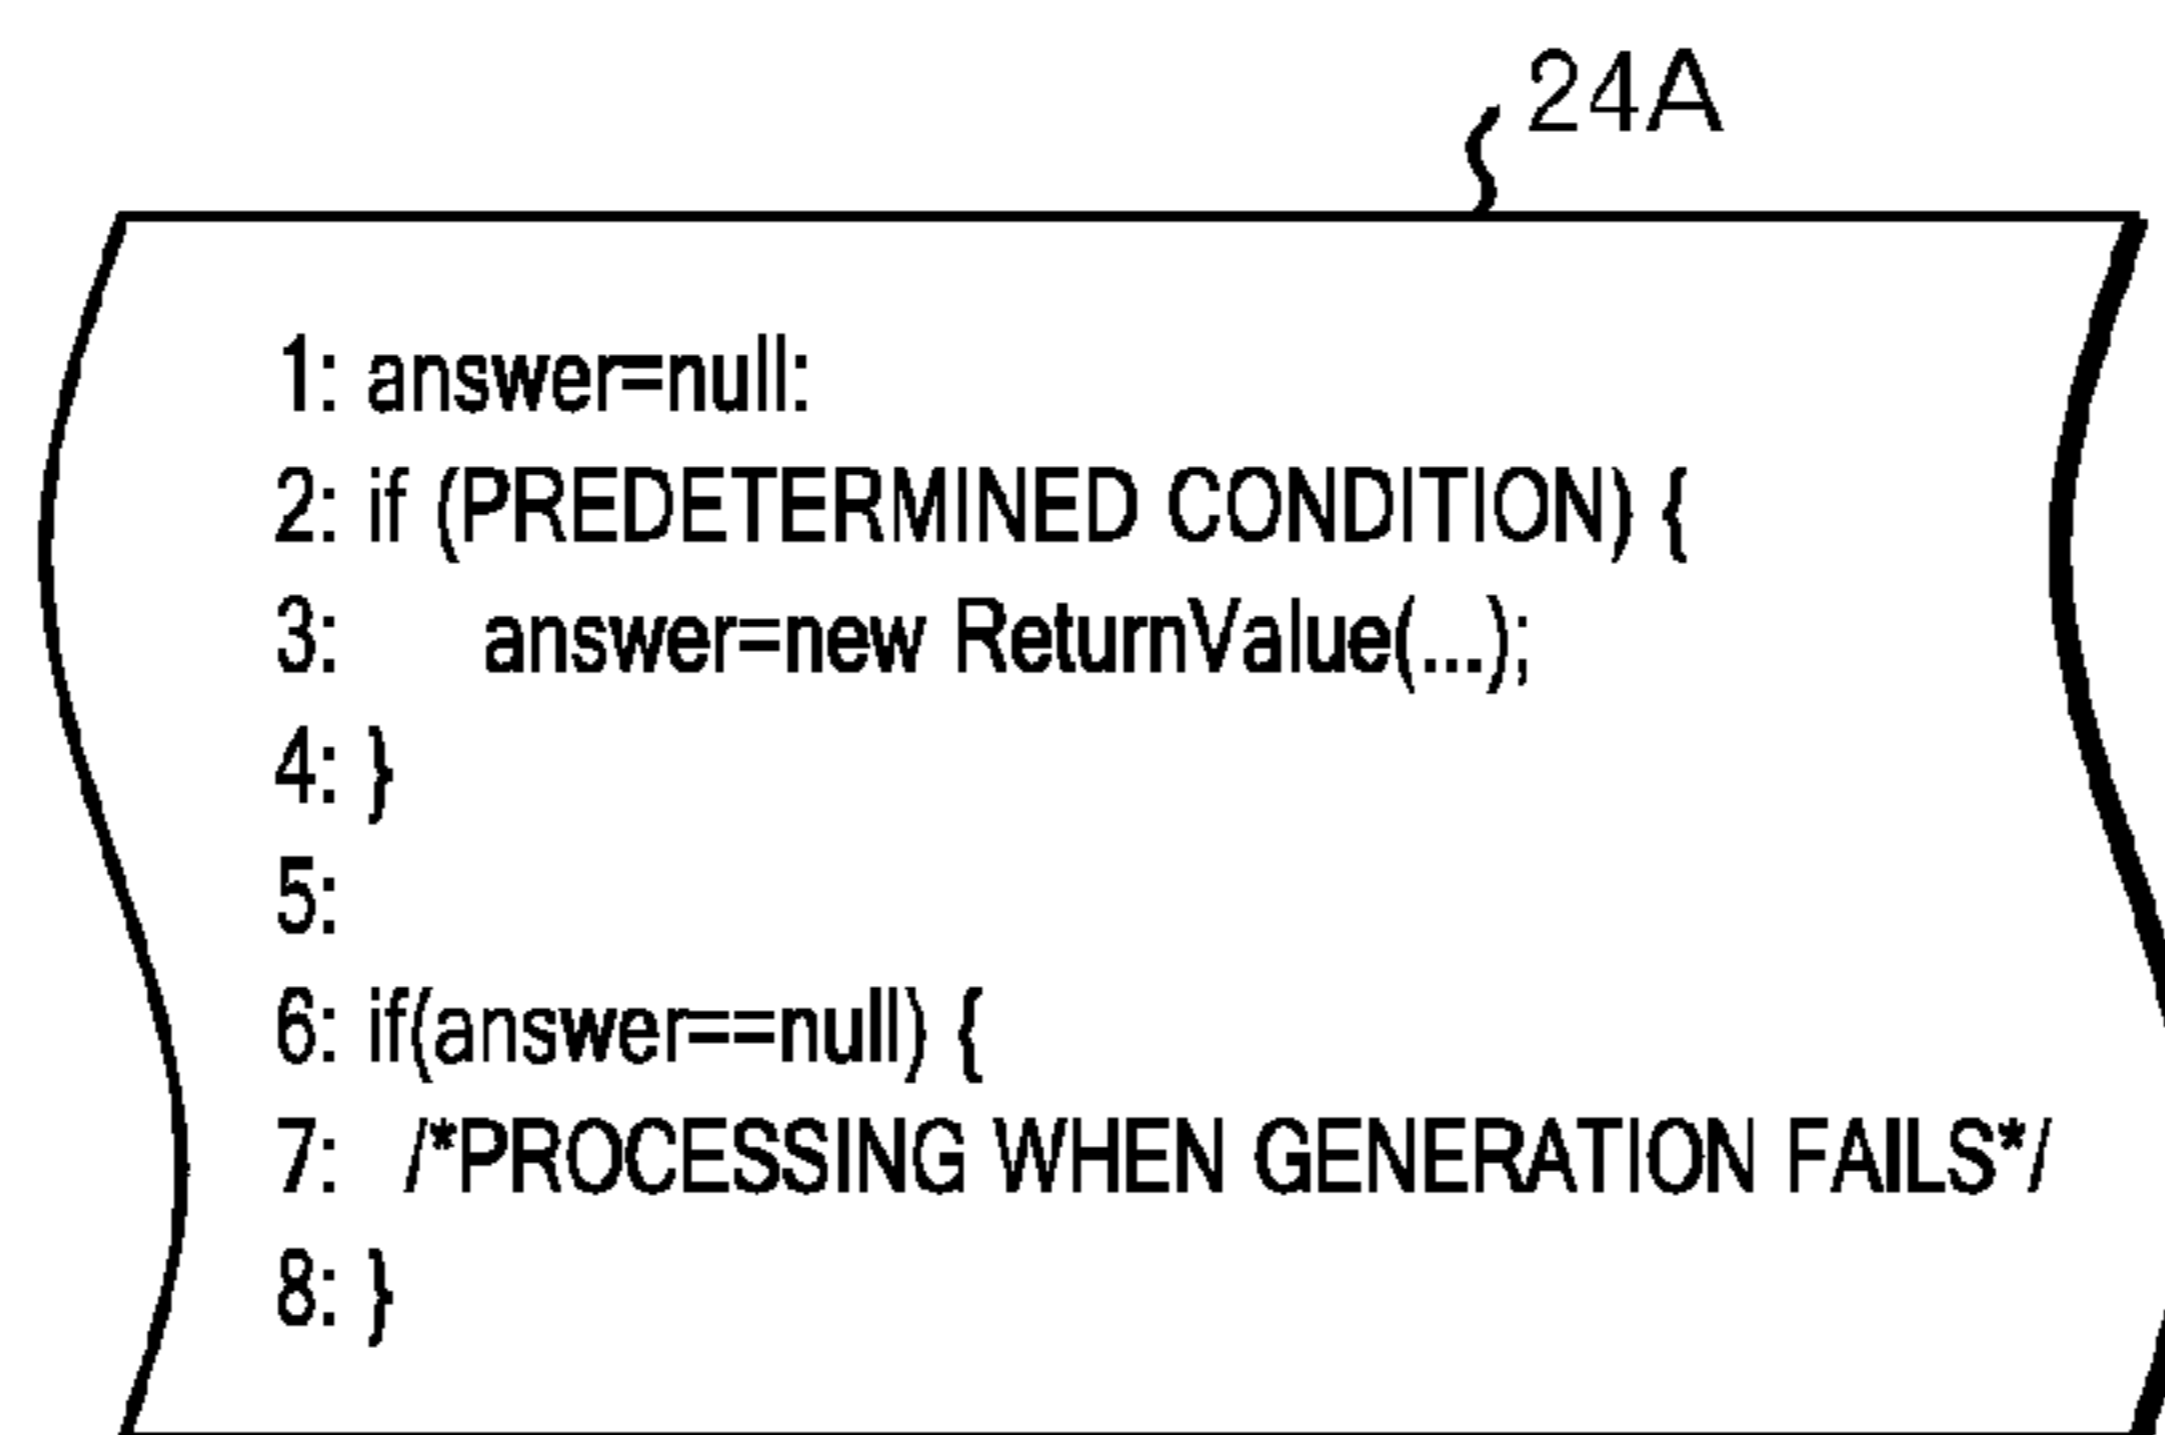 24A
1: answer=null:
2: if (PREDETERMINED CONDITION) {
3: answer=new ReturnValue(...);
4: }
5:
6: if(answer==null) {
7: /*PROCESSING WHEN GENERATION FAILS*/
8: }